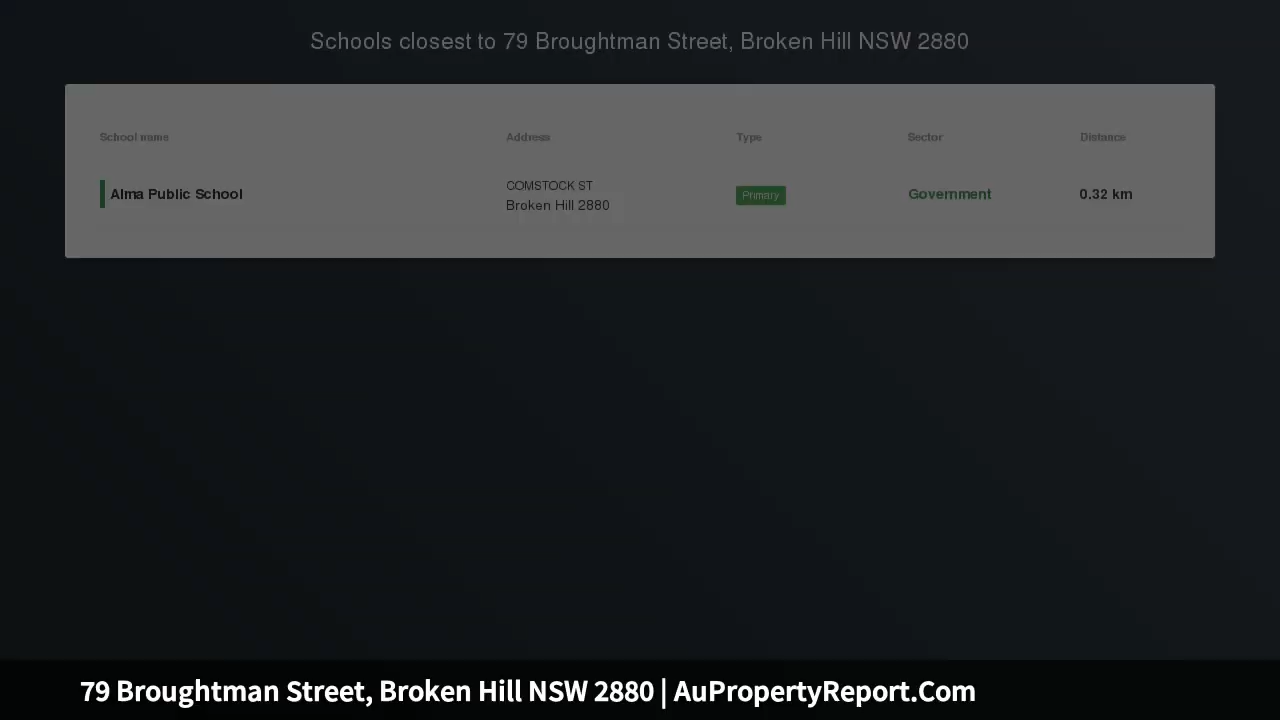 Schools closest to 79 Broughtman Street, Broken Hill NSW 2880
School name Address Type Sector Distance
Alma Public School COMSTOCK ST Broken Hill 2880 Primary Government 0.32 km
79 Broughtman Street, Broken Hill NSW 2880 | AuPropertyReport.Com